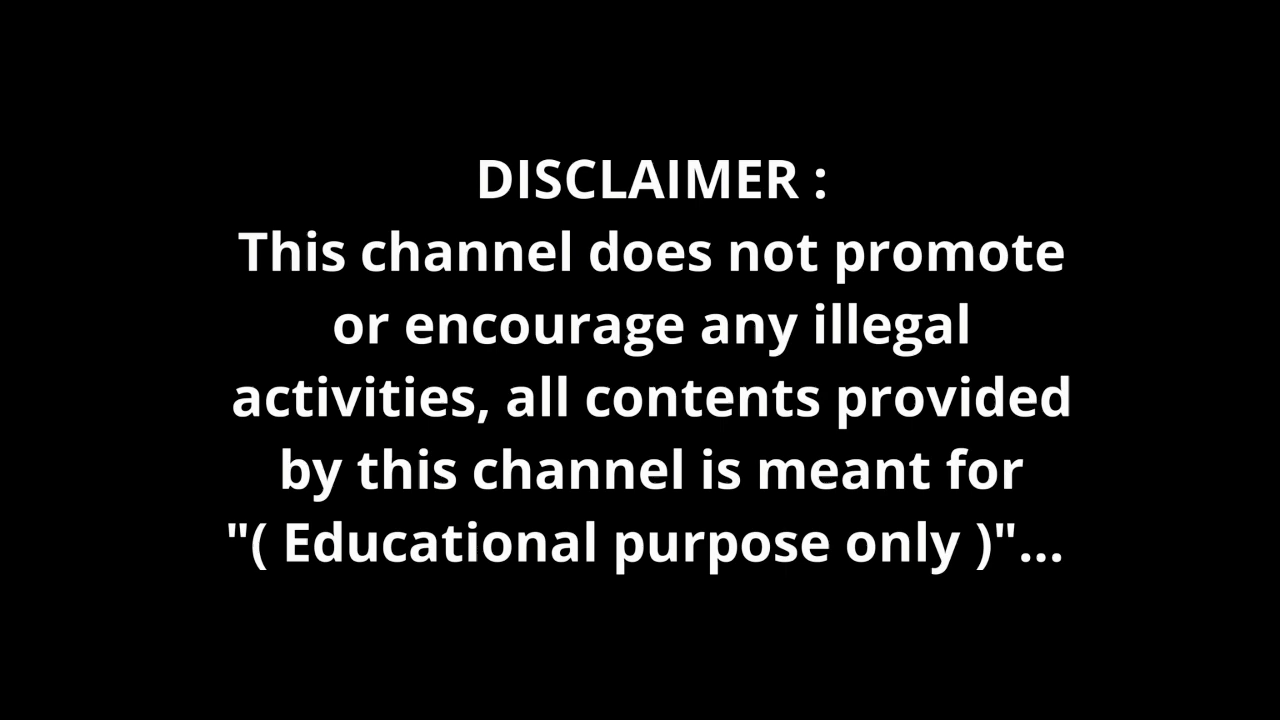 DISCLAIMER :
This channel does not promote
or encourage any illegal
activities, all contents provided
by this channel is meant for
"( Educational purpose only )"...